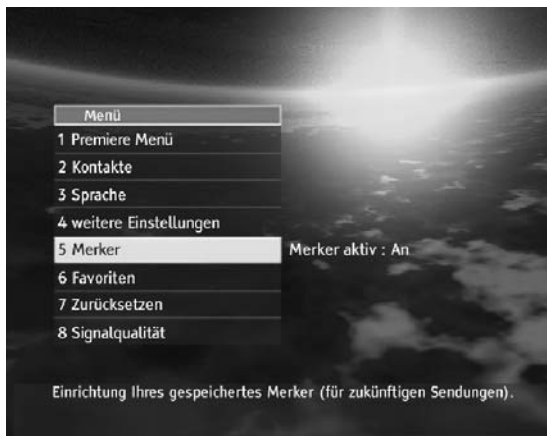 Menü
1 Premiere Menü
2 Kontakte
3 Sprache
4 weitere Einstellungen
5 Merker Merker aktiv : An
6 Favoriten
7 Zurücksetzen
8 Signalqualität
Einrichtung Ihres gespeichertes Merker (für zukünftigen Sendungen).